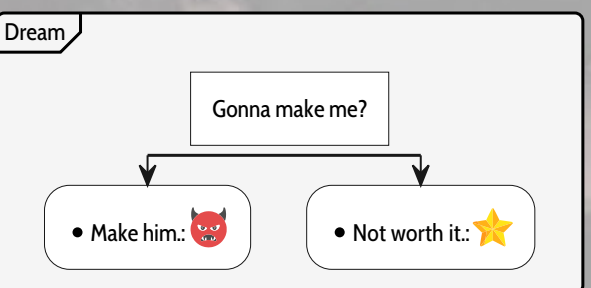 Dream
Gonna make me?
• Make him.:
• Not worth it.: